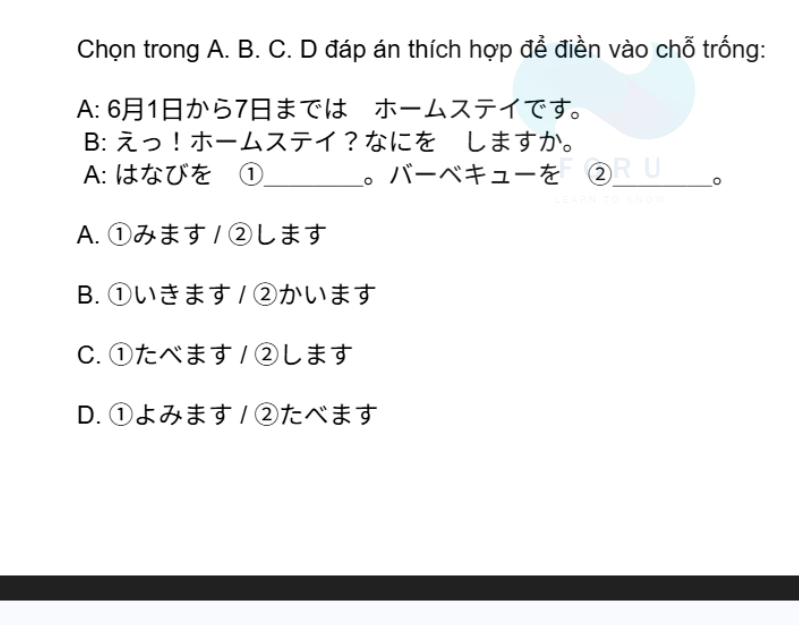 Chọn trong A. B. C. D đáp án thích hợp để điền vào chỗ trống:
A: 6月1日から7日までは　ホームステイです。
B: えっ！ホームステイ？なにを　しますか。
A: はなびを　①________。バーベキューを　②________。
FORU
LEARN TO KNOW
A. ①みます / ②します
B. ①いきます / ②かいます
C. ①たべます / ②します
D. ①よみます / ②たべます